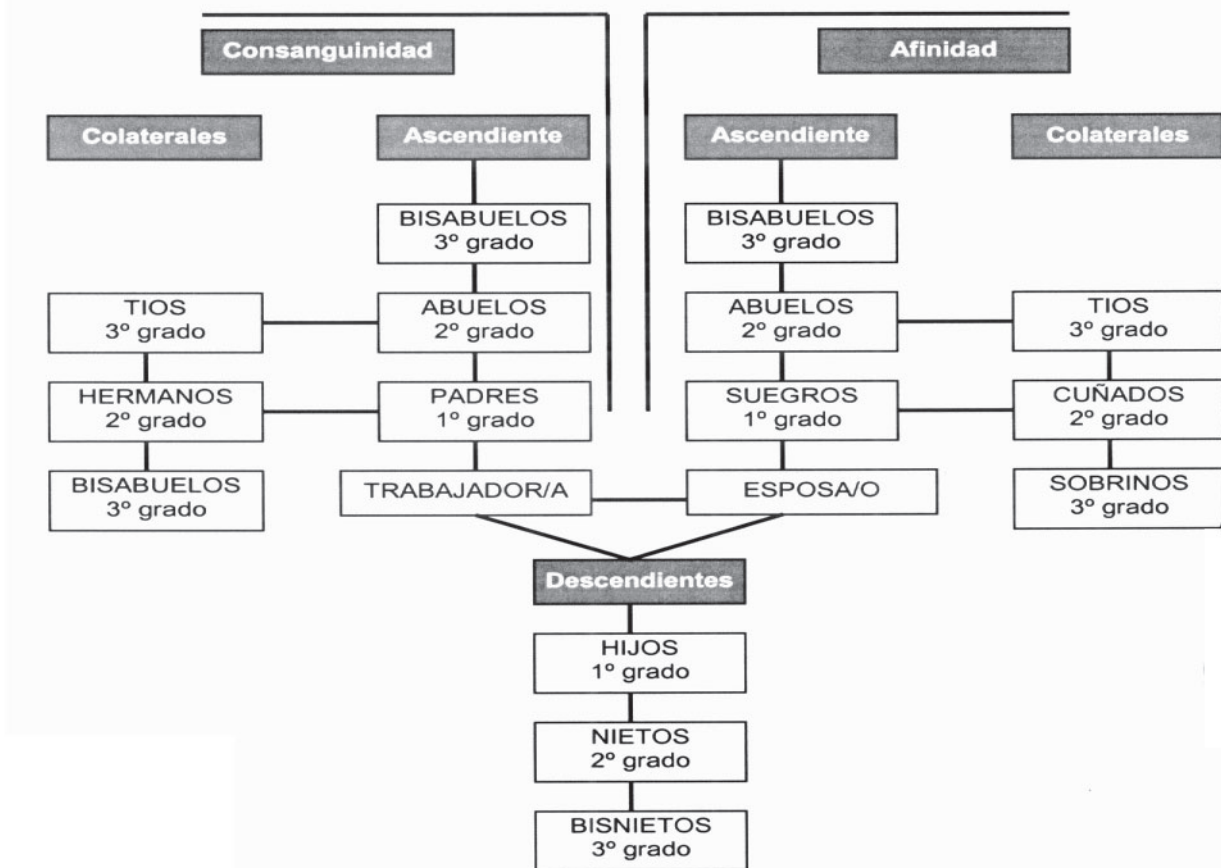 Consanguinidad
Afinidad
Colaterales
Ascendiente
Ascendiente
Colaterales
BISABUELOS
3º grado
BISABUELOS
3º grado
TIOS
3º grado
ABUELOS
2º grado
ABUELOS
2º grado
TIOS
3º grado
HERMANOS
2º grado
PADRES
1º grado
SUEGROS
1º grado
CUÑADOS
2º grado
BISABUELOS
3º grado
TRABAJADOR/A
ESPOSA/O
SOBRINOS
3º grado
Descendientes
HIJOS
1º grado
NIETOS
2º grado
BISNIETOS
3º grado